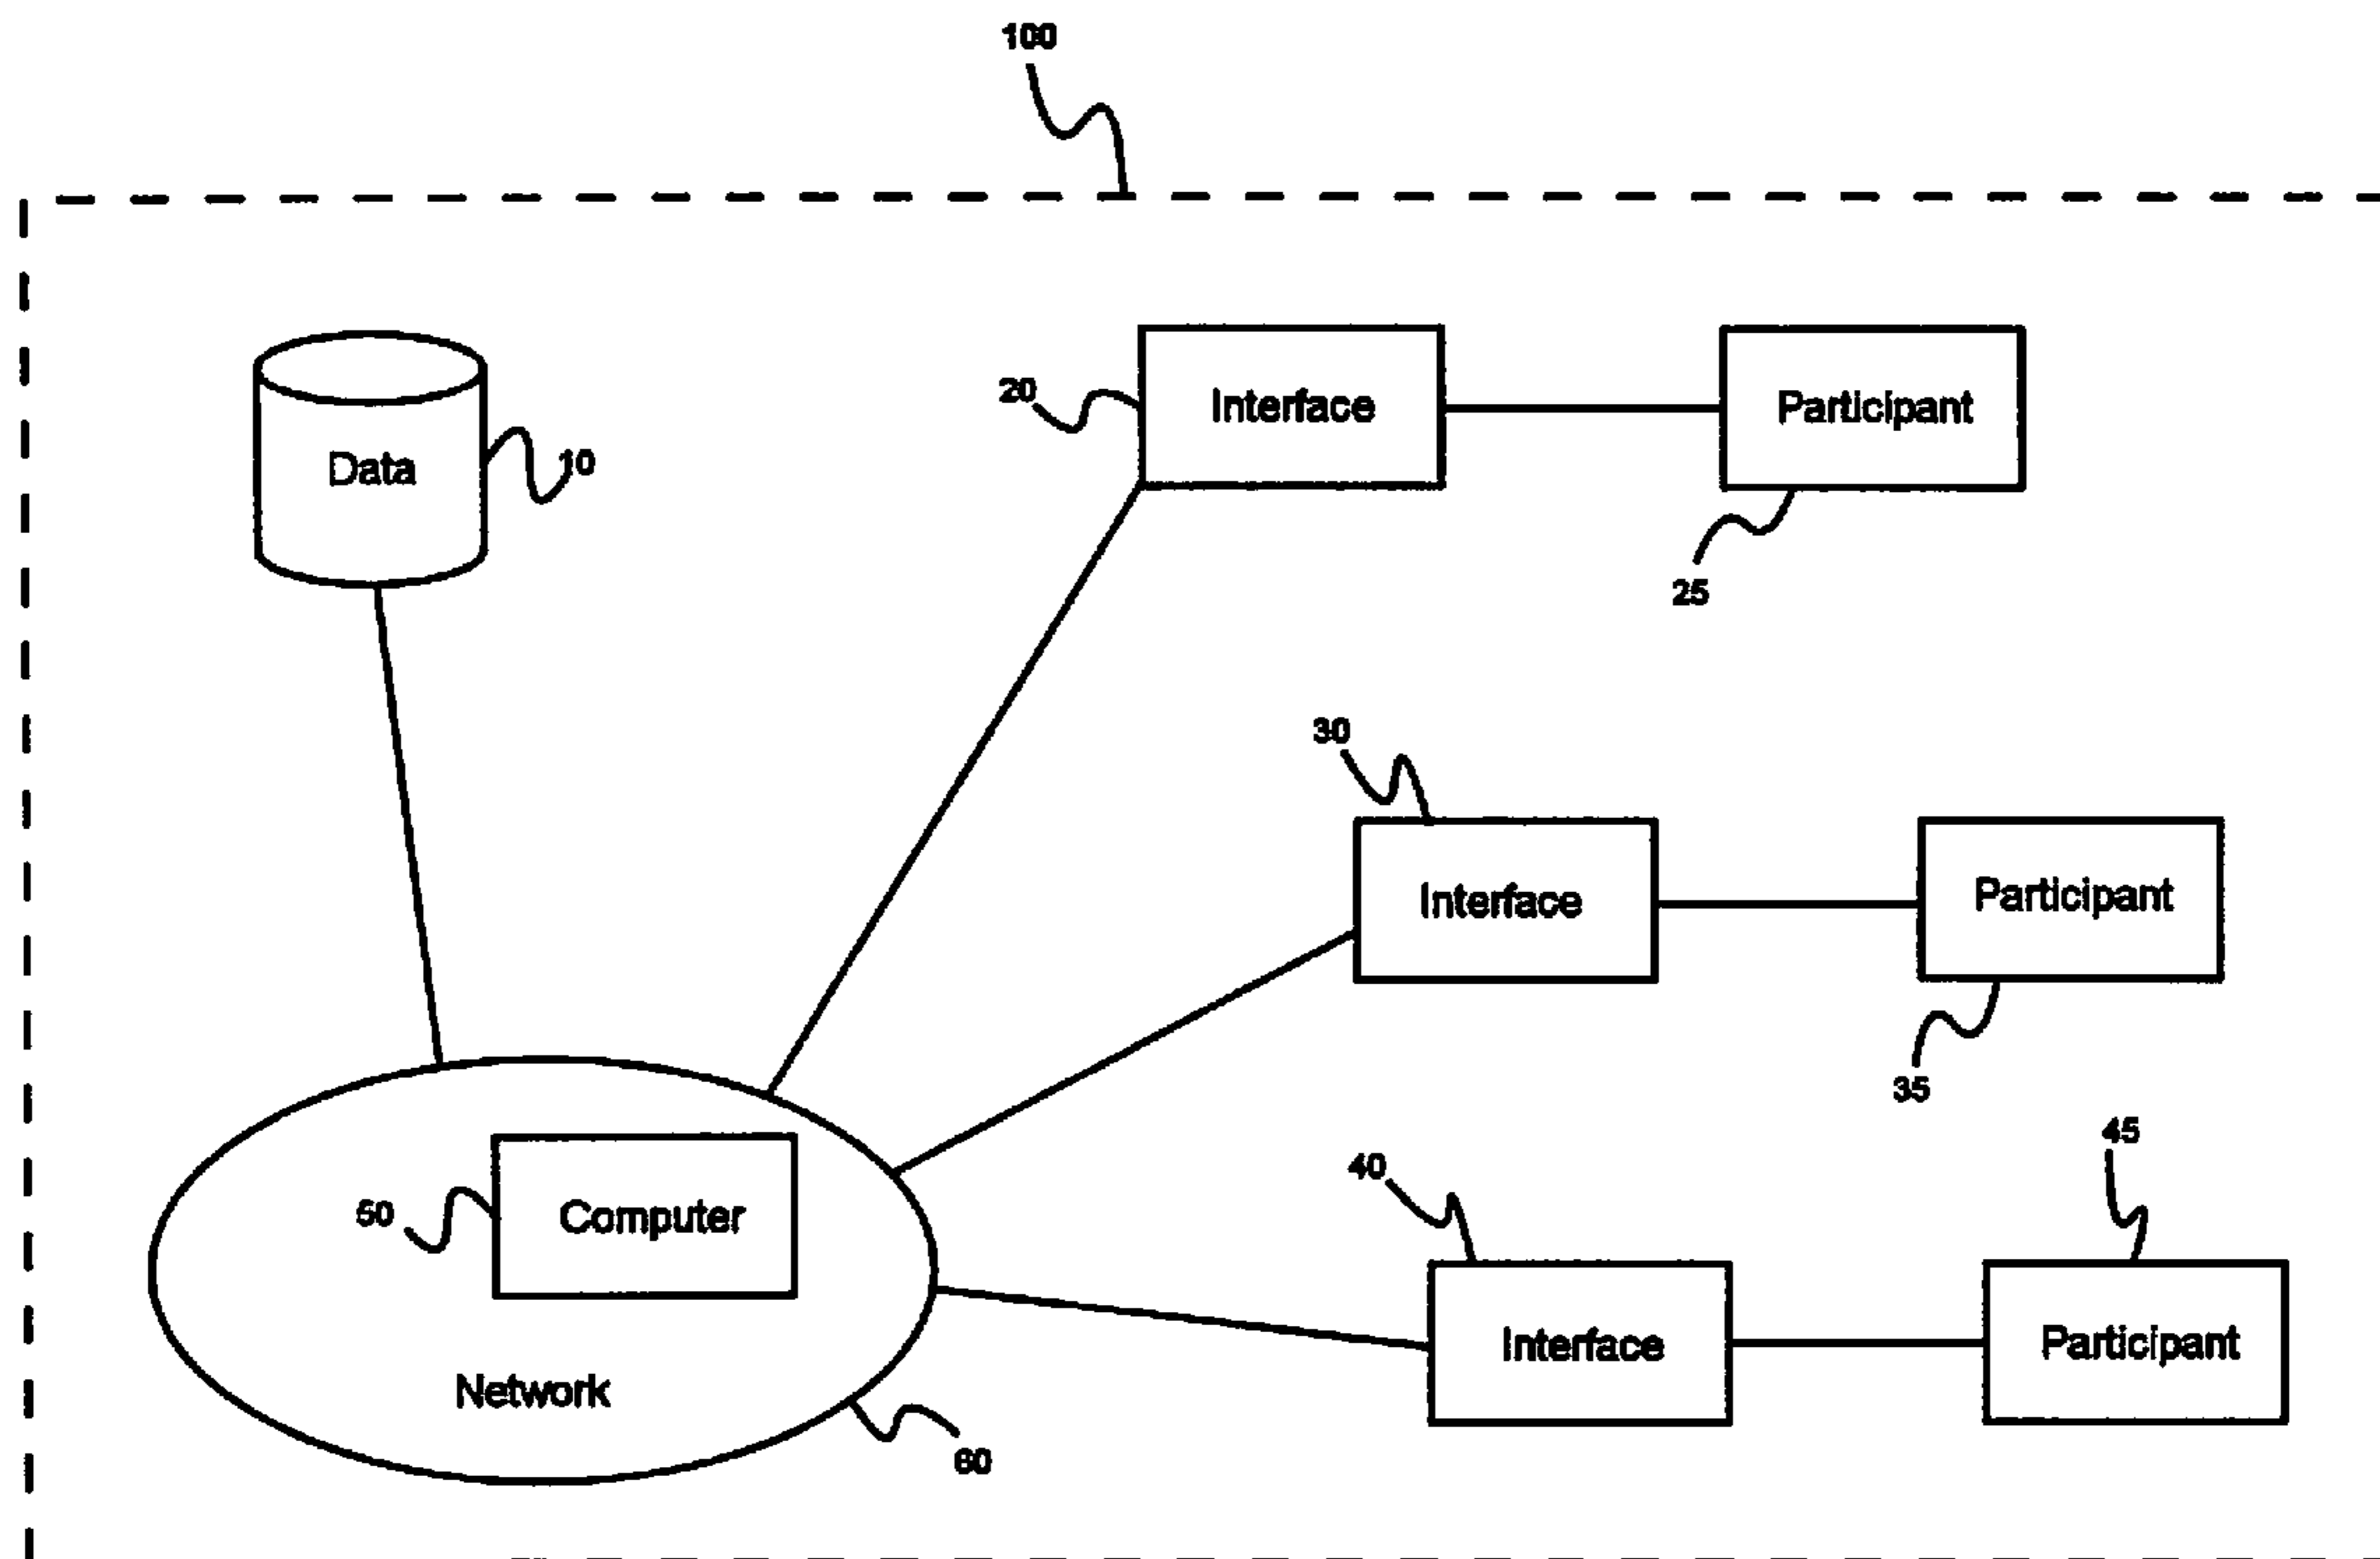 100
20
Interface
Participant
Data
10
25
30
Interface
Participant
35
45
40
50
Computer
Interface
Participant
Network
60